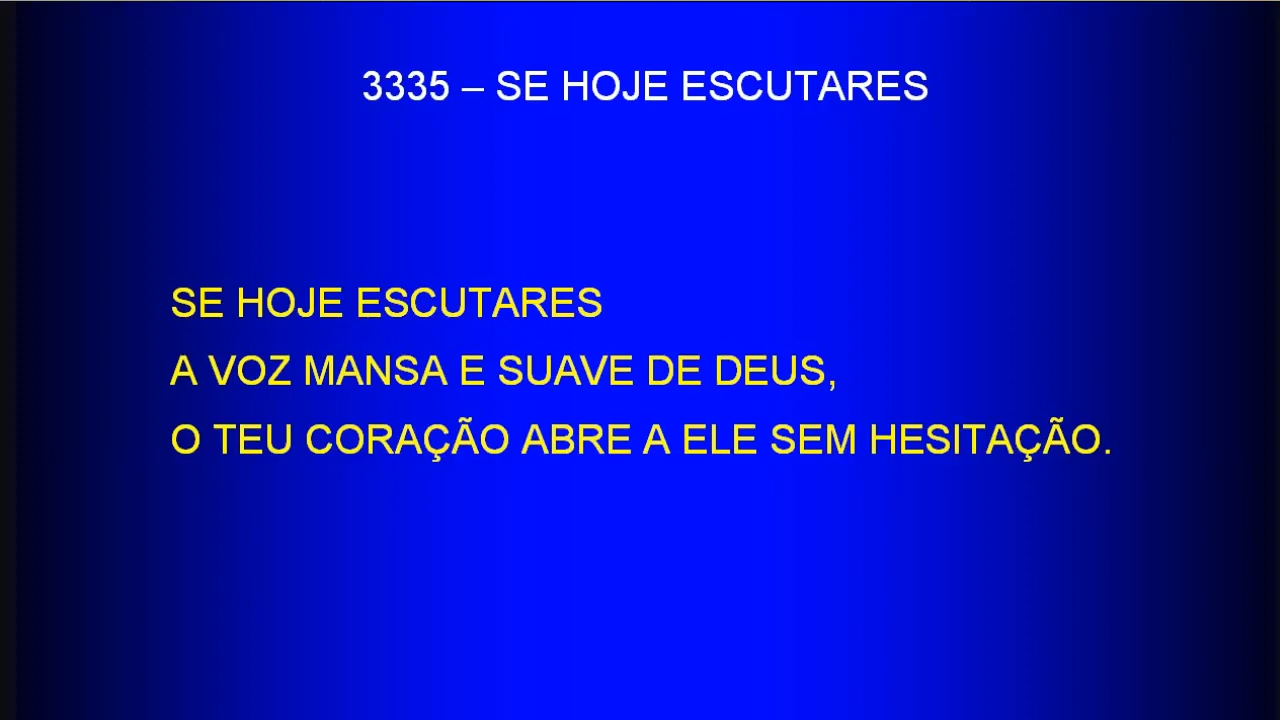 3335 – SE HOJE ESCUTARES
SE HOJE ESCUTARES
A VOZ MANSA E SUAVE DE DEUS,
O TEU CORAÇÃO ABRE A ELE SEM HESITAÇÃO.